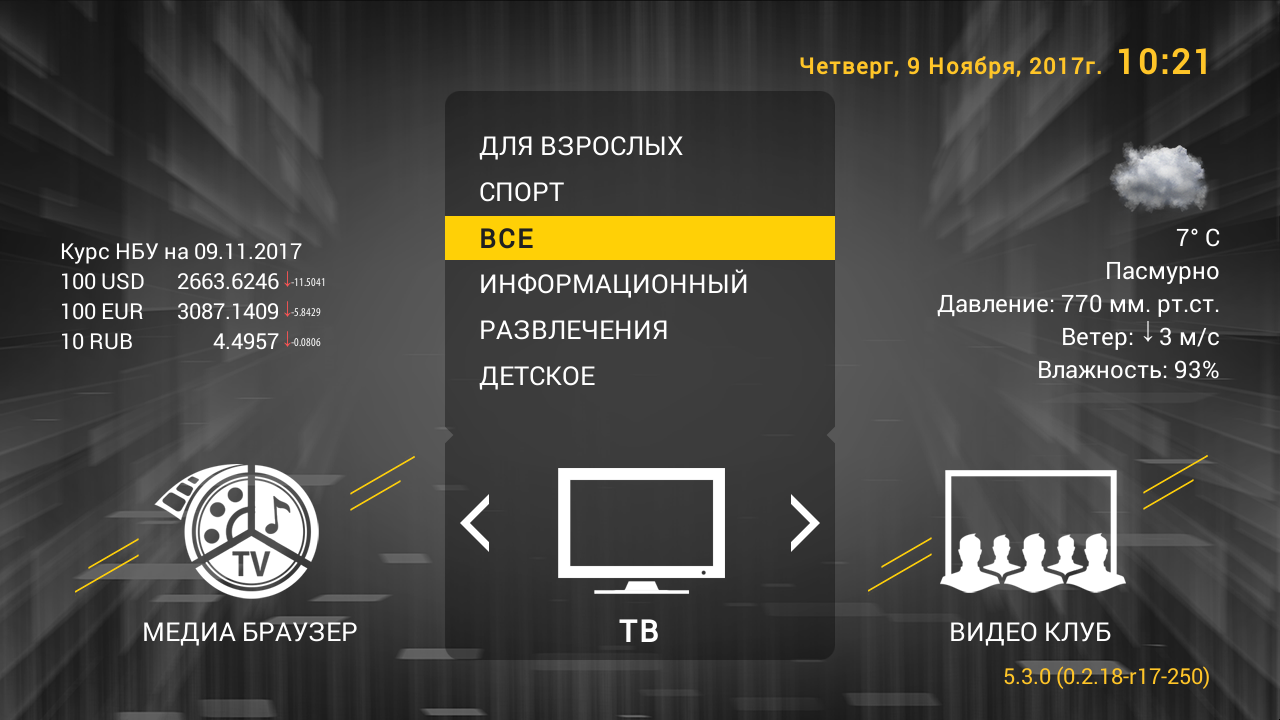 Четверг, 9 Ноября, 2017г. 10:21
ДЛЯ ВЗРОСЛЫХ
СПОРТ
ВСЕ
ИНФОРМАЦИОННЫЙ
РАЗВЛЕЧЕНИЯ
ДЕТСКОЕ
Курс НБУ на 09.11.2017
100 USD 2663.6246 ↓-11.5041
100 EUR 3087.1409 ↓-5.8429
10 RUB 4.4957 ↓-0.0806
7° C
Пасмурно
Давление: 770 мм. рт.ст.
Ветер: ↓ 3 м/с
Влажность: 93%
TV
МЕДИА БРАУЗЕР
ТВ
ВИДЕО КЛУБ
5.3.0 (0.2.18-r17-250)